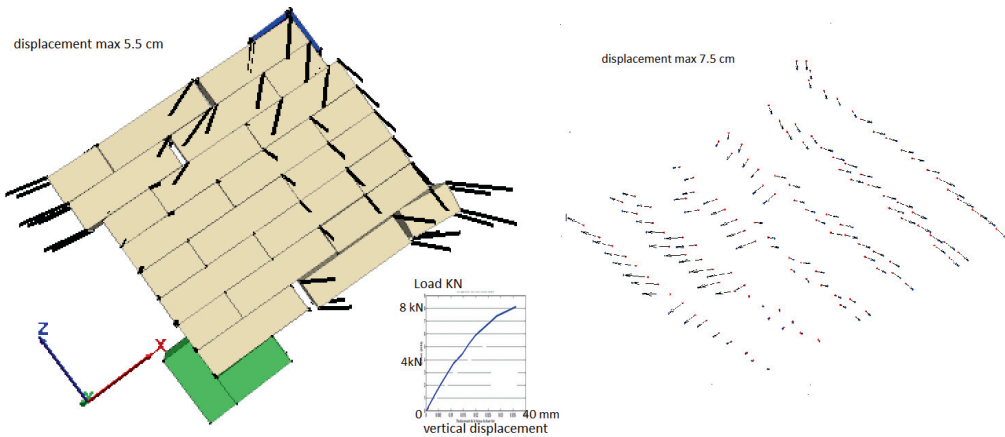 displacement max 5.5 cm
displacement max 7.5 cm
Z
X
Load KN
8 kN
4kN
0
40 mm
vertical displacement